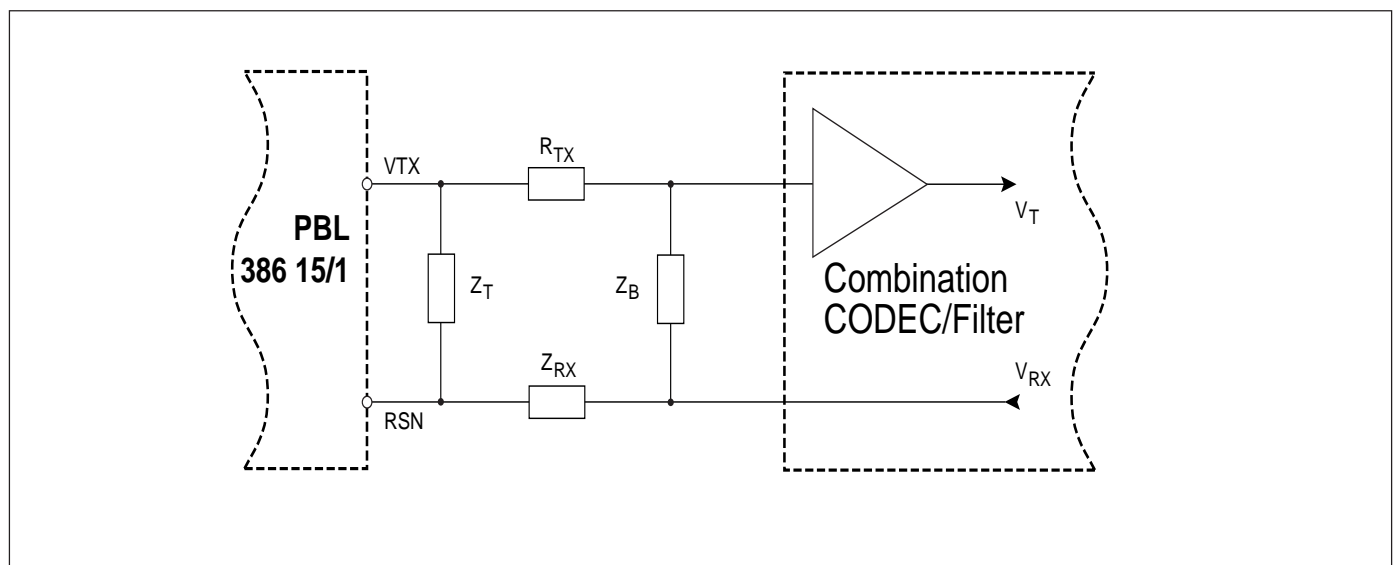 VTX
R_TX
PBL
386 15/1
Z_T
Z_B
V_T
Combination
CODEC/Filter
Z_RX
V_RX
RSN